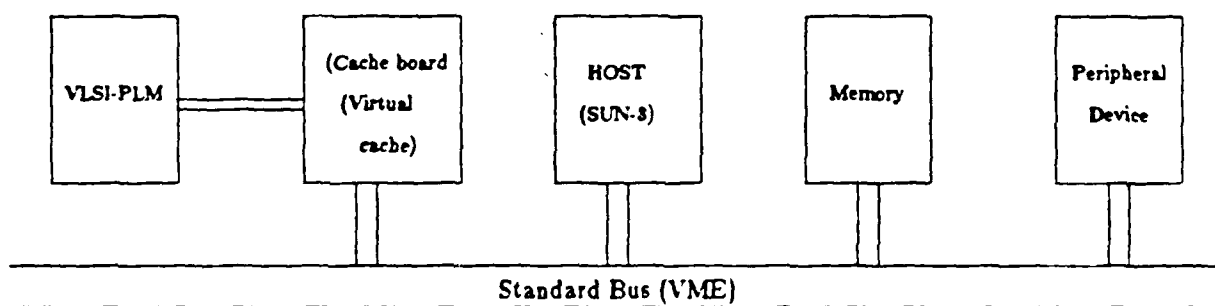 VLSI-PLM
(Cache board
(Virtual
cache)
HOST
(SUN-3)
Memory
Peripheral
Device
Standard Bus (VME)